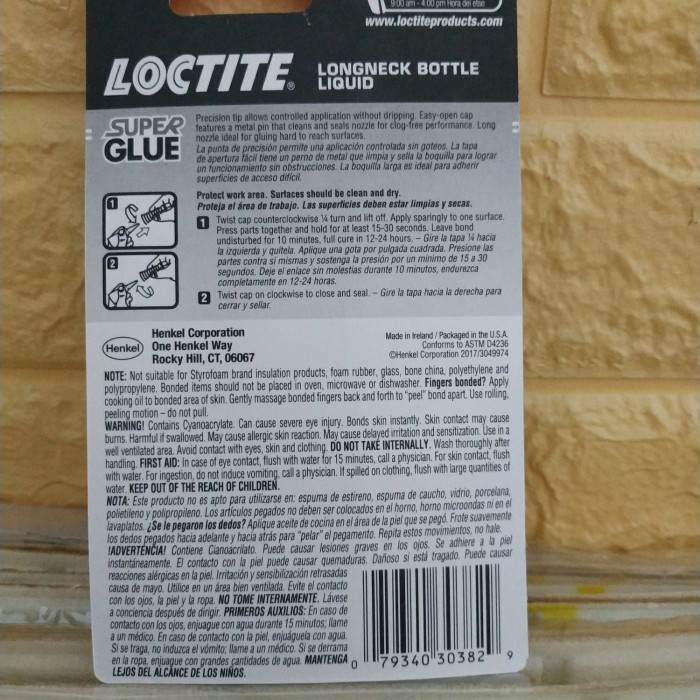 9:00 am - 4:00 pm Hora del
www.loctiteproducts.com
LOCTITE®
LONGNECK BOTTLE
LIQUID
SUPER
GLUE
Precision tip allows controlled application without dripping. Easy-open cap
features a metal pin that cleans and seals nozzle for clog-free performance. Long
nozzle ideal for gluing hard to reach surfaces.
La punta de precisión permite una aplicación controlada sin goteos. La tapa
de apertura fácil tiene un perno de metal que limpia y sella la boquilla para lograr
un funcionamiento sin obstrucciones. La boquilla larga es ideal para adherir
superficies de acceso difícil.
Protect work area. Surfaces should be clean and dry.
Proteja el área de trabajo. Las superficies deben estar limpias y secas.
1
1 Twist cap counterclockwise ¼ turn and lift off. Apply sparingly to one surface.
Press parts together and hold for at least 15-30 seconds. Leave bond
undisturbed for 10 minutes, full cure in 12-24 hours. – Gire la tapa ¼ hacia
la izquierda y quítela. Aplique una gota por pulgada cuadrada. Presione las
partes contra sí mismas y sostenga la presión por un mínimo de 15 a 30
segundos. Deje el enlace sin molestias durante 10 minutos, endurezca
completamente en 12-24 horas.
2
2 Twist cap on clockwise to close and seal. – Gire la tapa hacia la derecha para
cerrar y sellar.
Henkel
Henkel Corporation
One Henkel Way
Rocky Hill, CT, 06067
Made in Ireland / Packaged in the U.S.A.
Conforms to ASTM D4236
©Henkel Corporation 2017/3049974
NOTE: Not suitable for Styrofoam brand insulation products, foam rubber, glass, bone china, polyethylene and
polypropylene. Bonded items should not be placed in oven, microwave or dishwasher. Fingers bonded? Apply
cooking oil to bonded area of skin. Gently massage bonded fingers back and forth to "peel" bond apart. Use rolling,
peeling motion – do not pull.
WARNING! Contains Cyanoacrylate. Can cause severe eye injury. Bonds skin instantly. Skin contact may cause
burns. Harmful if swallowed. May cause allergic skin reaction. May cause delayed irritation and sensitization. Use in a
well ventilated area. Avoid contact with eyes, skin and clothing. DO NOT TAKE INTERNALLY. Wash thoroughly after
handling. FIRST AID: In case of eye contact, flush with water for 15 minutes, call a physician. For skin contact, flush
with water. For ingestion, do not induce vomiting, call a physician. If spilled on clothing, flush with large quantities of
water. KEEP OUT OF THE REACH OF CHILDREN.
NOTA: Este producto no es apto para utilizarse en: espuma de estireno, espuma de caucho, vidrio, porcelana,
polietileno y polipropileno. Los artículos pegados no deben ser colocados en el horno, horno microondas ni en el
lavaplatos. ¿Se le pegaron los dedos? Aplique aceite de cocina en el área de la piel que se pegó. Frote suavemente
los dedos pegados hacia adelante y hacia atrás para "pelar" el pegamento. Repita estos movimientos, no hale.
!ADVERTENCIA! Contiene Cianoacrilato. Puede causar lesiones graves en los ojos. Se adhiere a la piel
instantáneamente. El contacto con la piel puede causar quemaduras. Dañoso si está tragado. Puede causar
reacciones alérgicas en la piel. Irritación y sensibilización retrasadas
causa de mayo. Utilice en un área bien ventilada. Evite el contacto
con los ojos, la piel y la ropa. NO TOME INTERNAMENTE. Lávese
a conciencia después de dirigir. PRIMEROS AUXILIOS: En caso de
contacto con los ojos, enjuague con agua durante 15 minutos; llame
a un médico. En caso de contacto con la piel, enjuáguela con agua.
Si se traga, no induzca el vómito; llame a un médico. Si se derrama
en la ropa, enjuague con grandes cantidades de agua. MANTENGA
LEJOS DEL ALCANCE DE LOS NIÑOS.
0 79340 30382 9